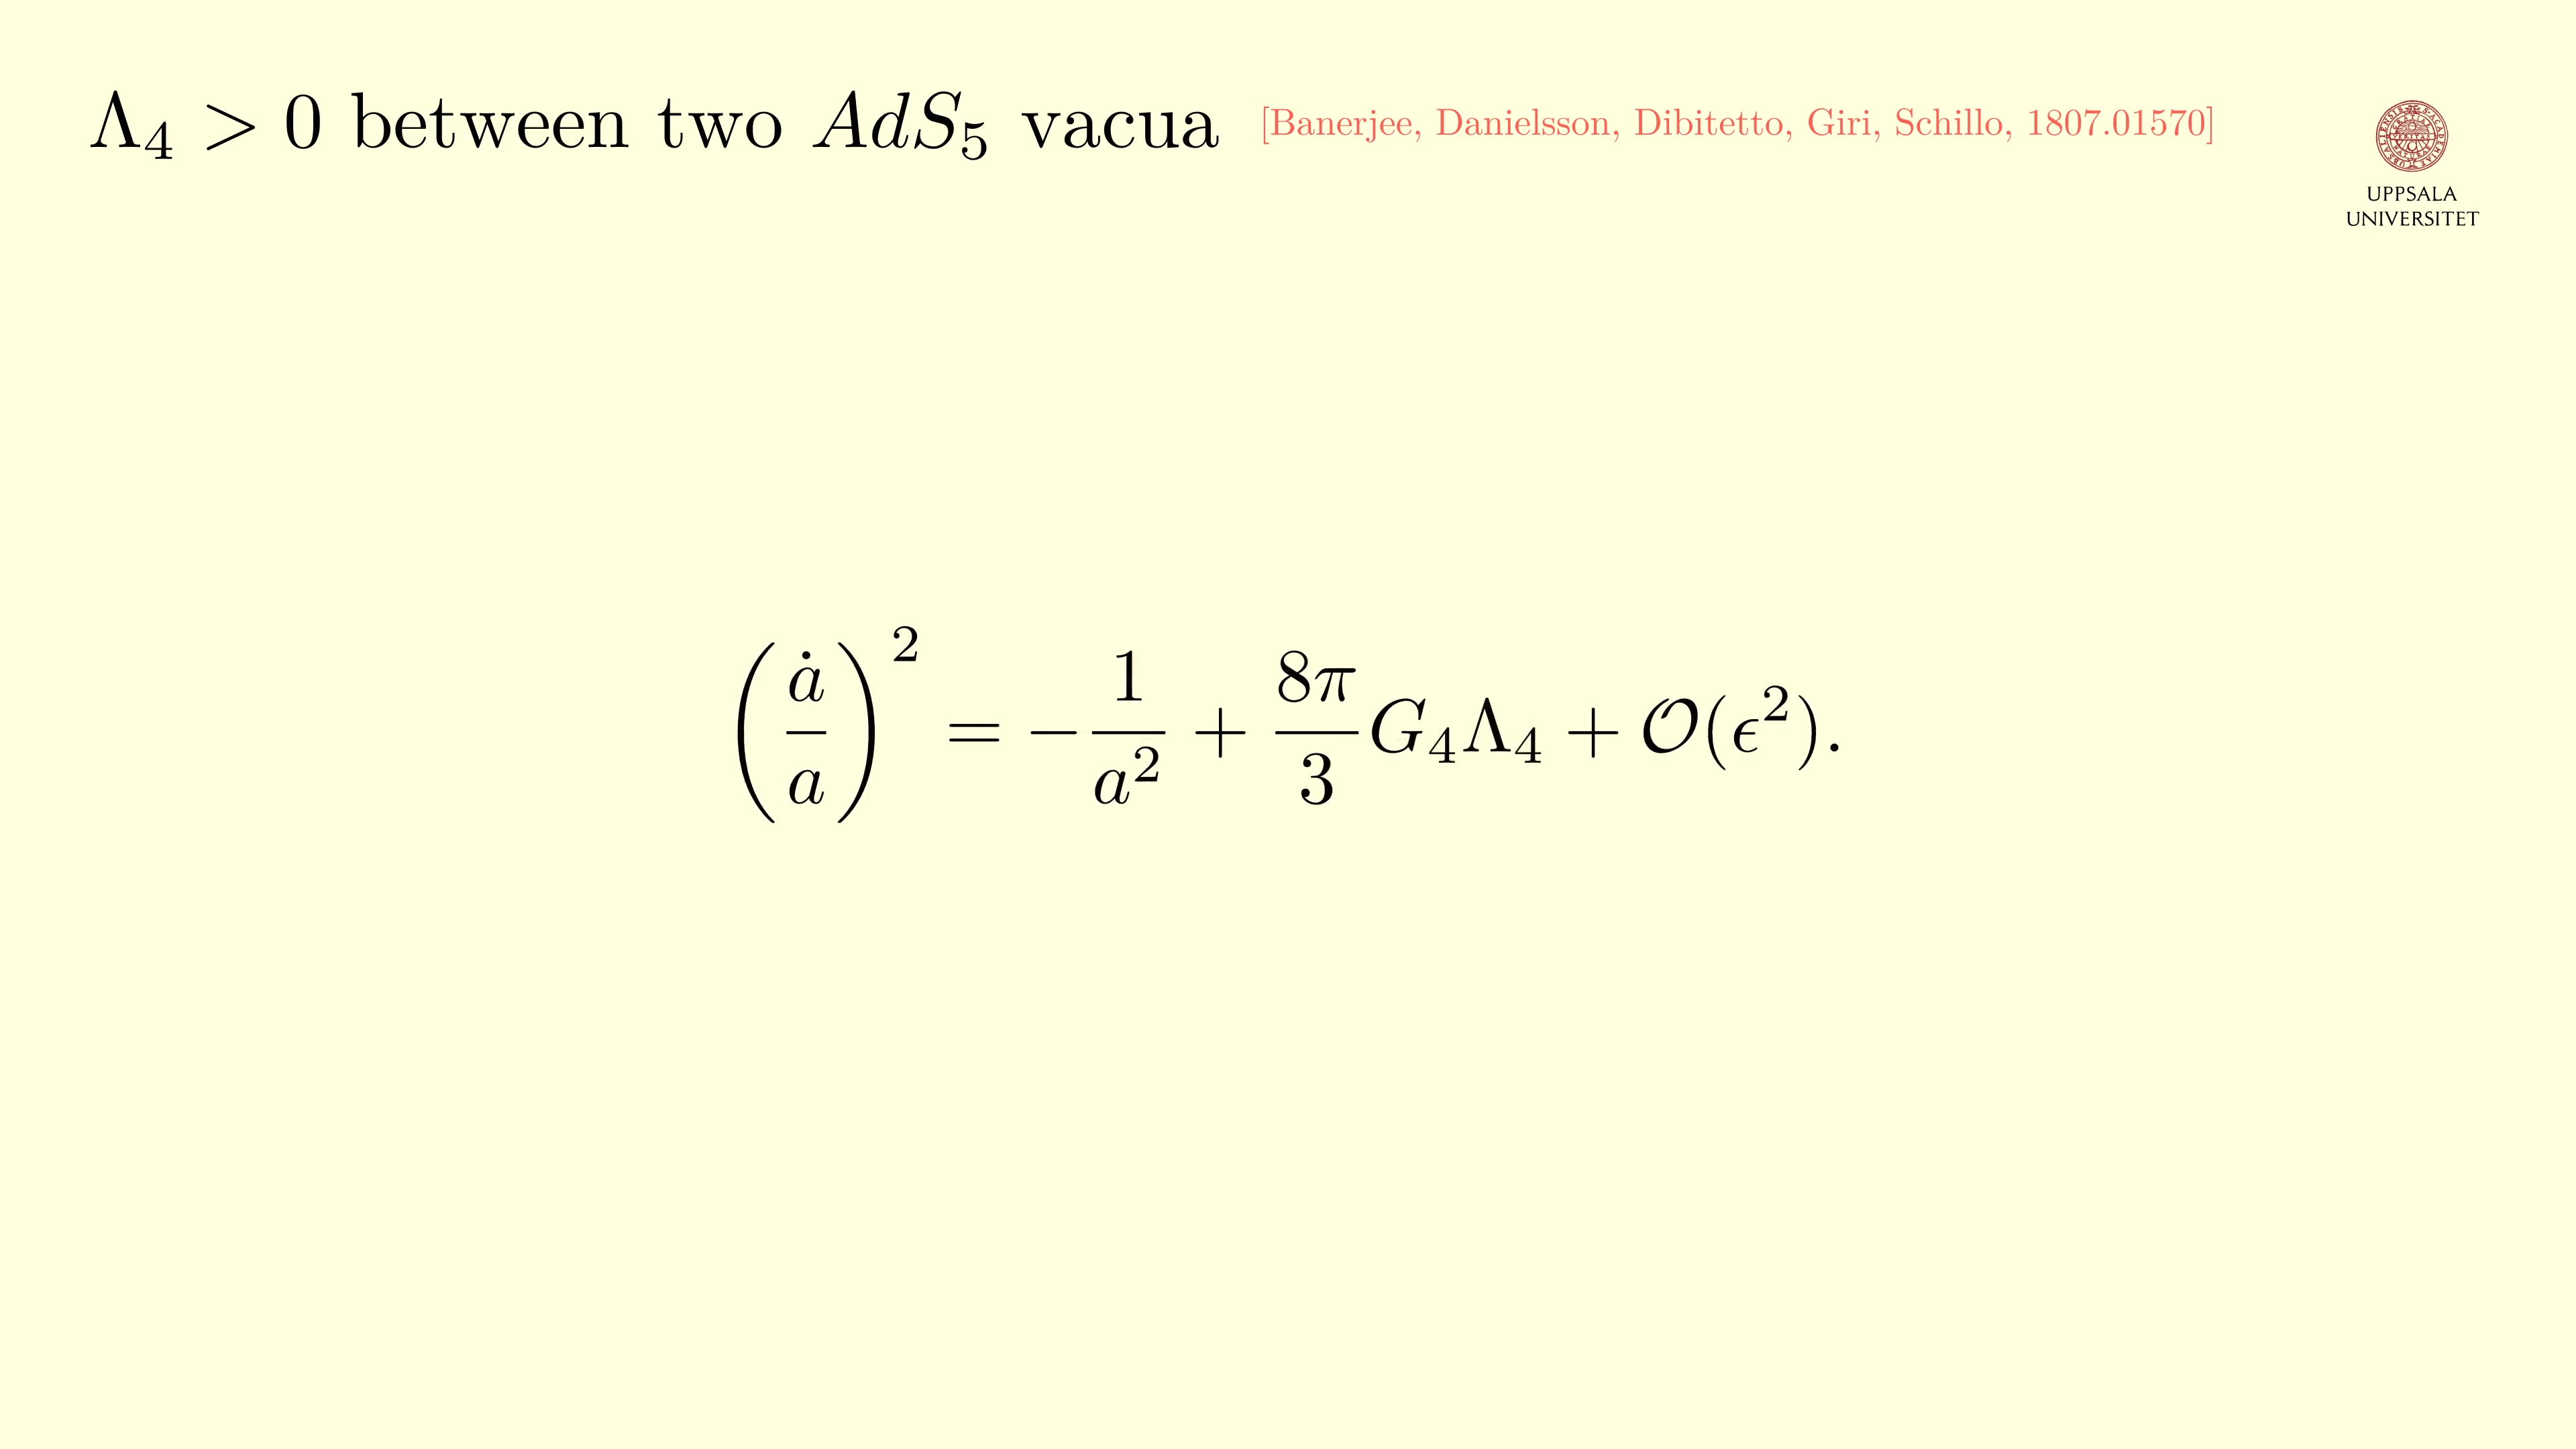 Λ₄ > 0 between two AdS₅ vacua [Banerjee, Danielsson, Dibitetto, Giri, Schillo, 1807.01570]
UPPSALA
UNIVERSITET
(ȧ/a)² = −1/a² + 8π/3 G₄Λ₄ + 𝒪(ϵ²).